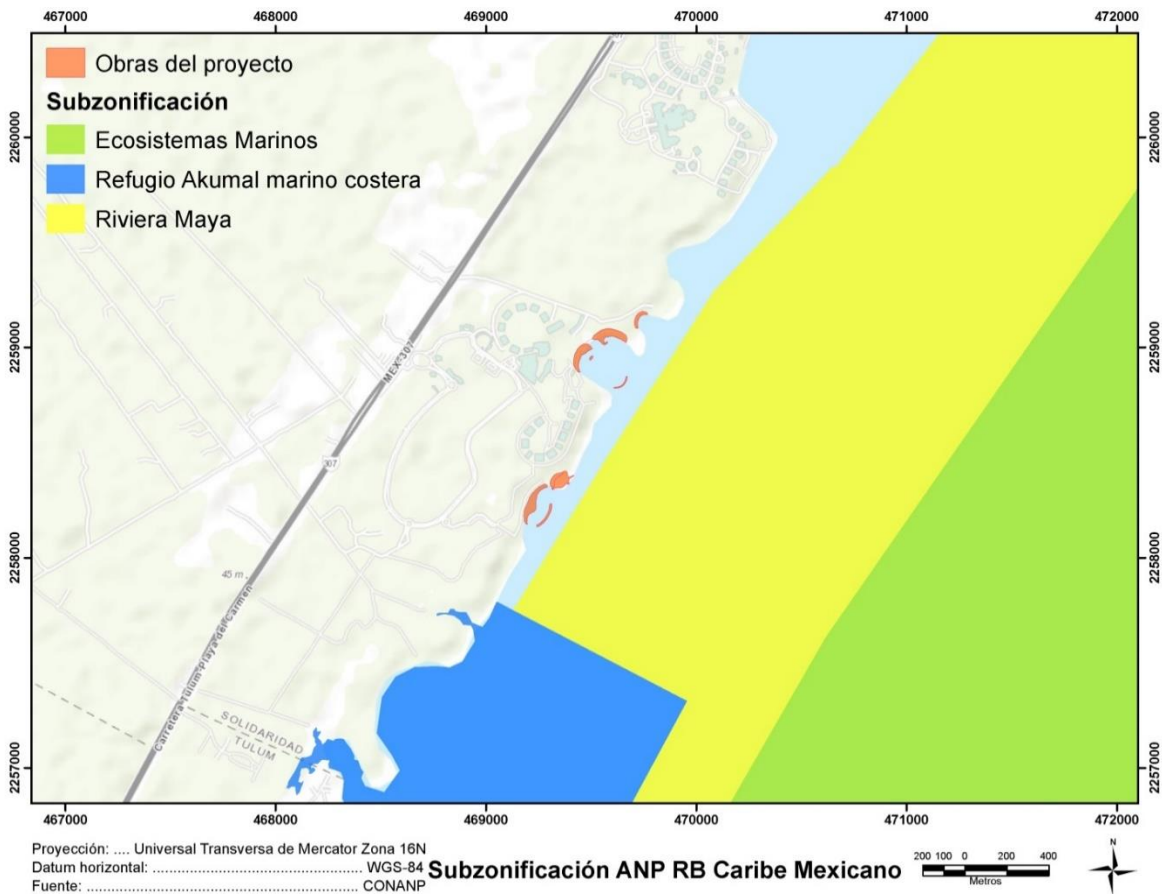 467000 468000 469000 470000 471000 472000
Obras del proyecto
Subzonificación
Ecosistemas Marinos
Refugio Akumal marino costera
Riviera Maya
2260000
2260000
2259000
2259000
2258000
2258000
2257000
2257000
MEX-307
307
45 m
Carretera Tulum-Playa del Carmen
SOLIDARIDAD
TULUM
467000 468000 469000 470000 471000 472000
Proyección: .... Universal Transversa de Mercator Zona 16N
Datum horizontal: ........................................ WGS-84
Fuente: ...................................................... CONANP
Subzonificación ANP RB Caribe Mexicano
200 100 0 200 400
Metros
N